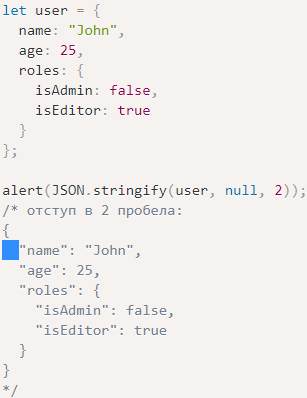 let user = {
  name: "John",
  age: 25,
  roles: {
    isAdmin: false,
    isEditor: true
  }
};

alert(JSON.stringify(user, null, 2));
/* отступ в 2 пробела:
{
  "name": "John",
  "age": 25,
  "roles": {
    "isAdmin": false,
    "isEditor": true
  }
}
*/